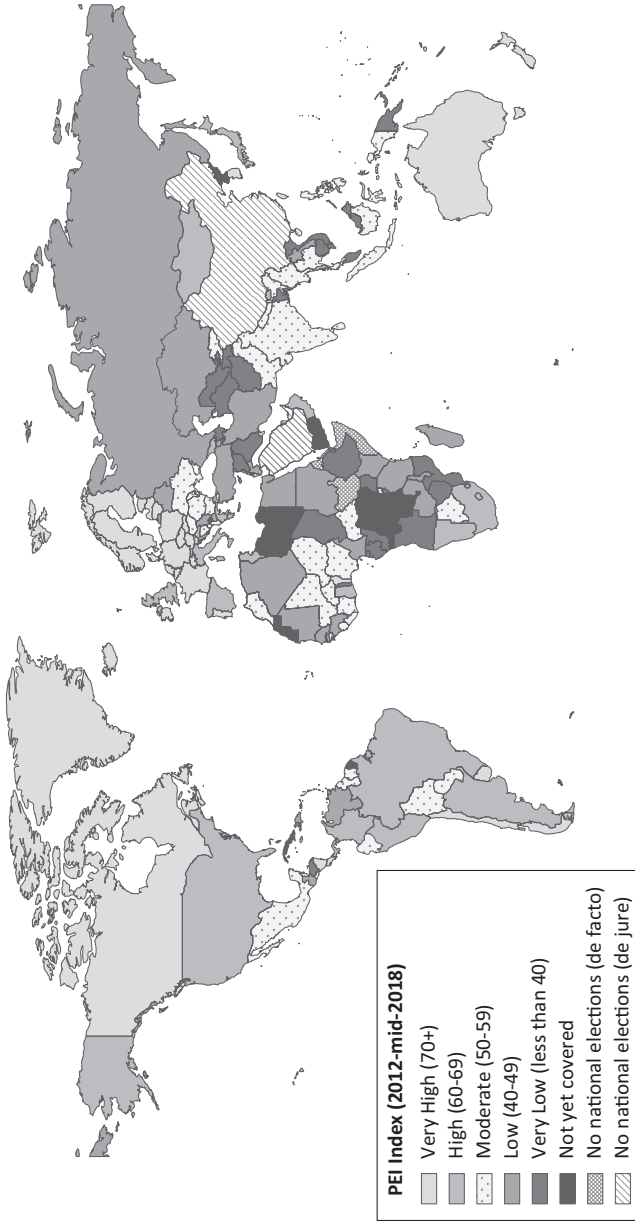 PEI Index (2012-mid-2018)
Very High (70+)
High (60-69)
Moderate (50-59)
Low (40-49)
Very Low (less than 40)
Not yet covered
No national elections (de facto)
No national elections (de jure)